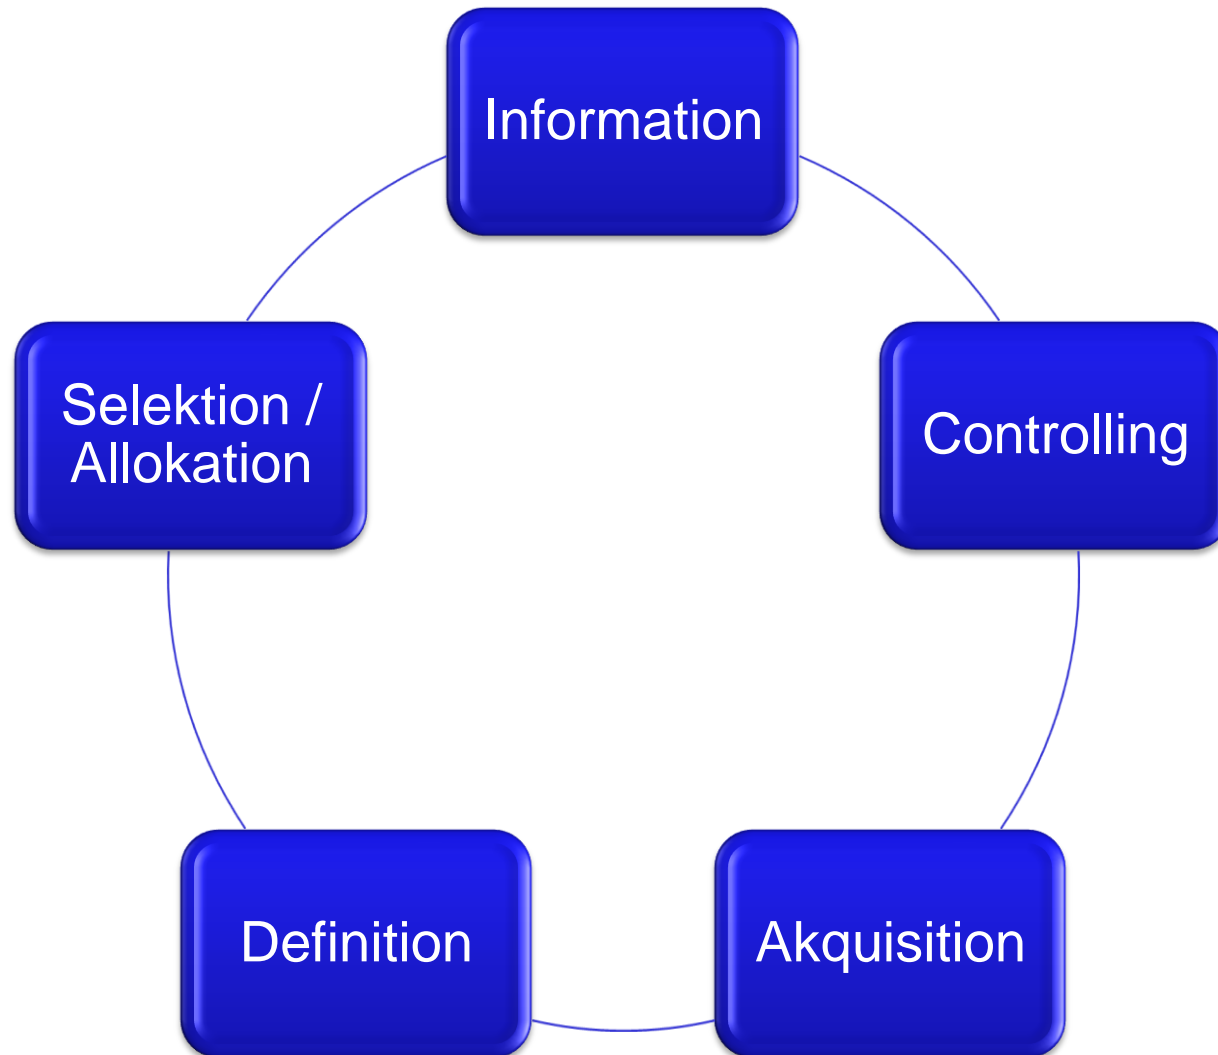 Information
Selektion /
Allokation
Controlling
Definition
Akquisition